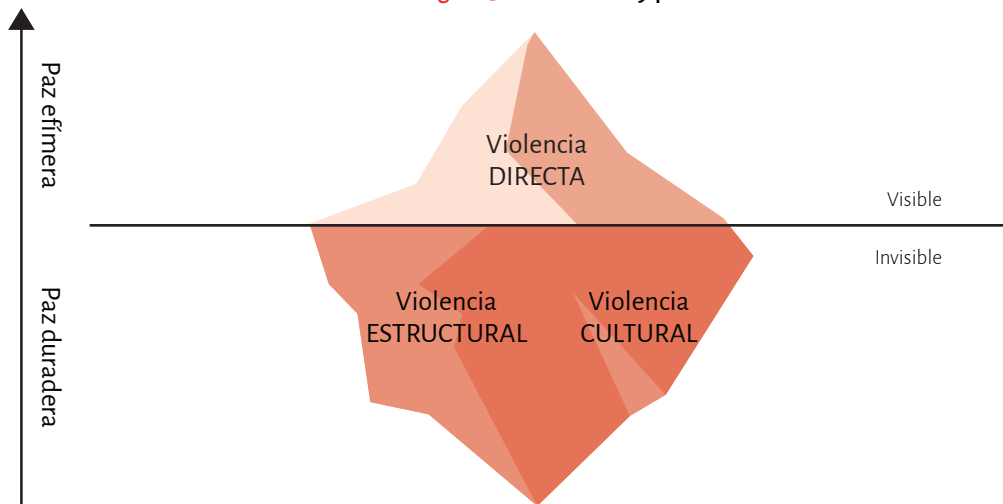 Paz efímera
Violencia
DIRECTA
Visible
Invisible
Paz duradera
Violencia
ESTRUCTURAL
Violencia
CULTURAL